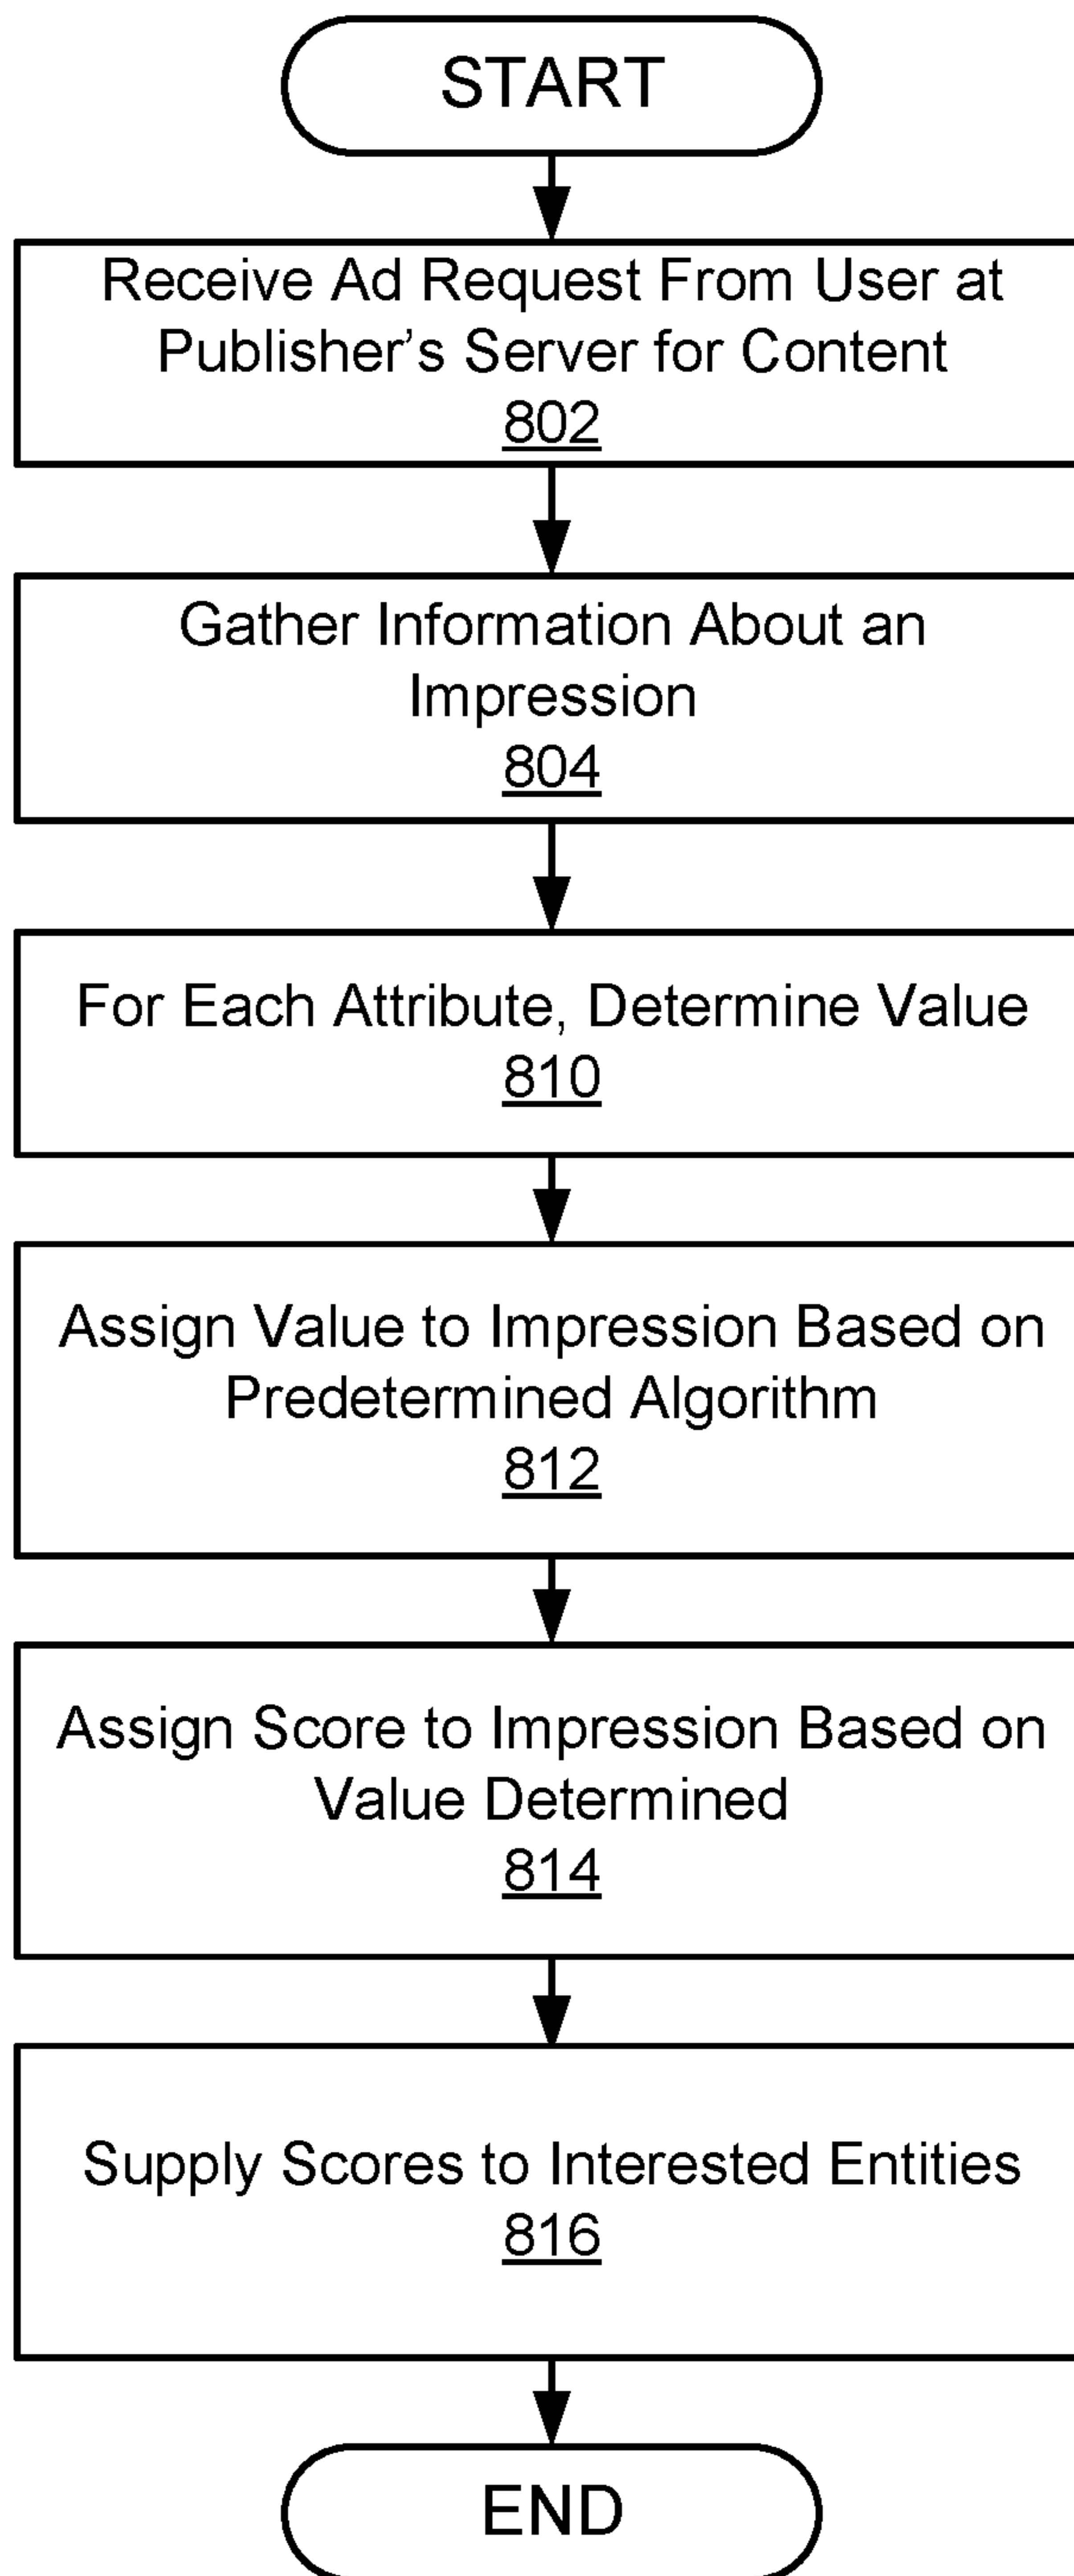 START
Receive Ad Request From User at
Publisher’s Server for Content
802
Gather Information About an
Impression
804
For Each Attribute, Determine Value
810
Assign Value to Impression Based on
Predetermined Algorithm
812
Assign Score to Impression Based on
Value Determined
814
Supply Scores to Interested Entities
816
END